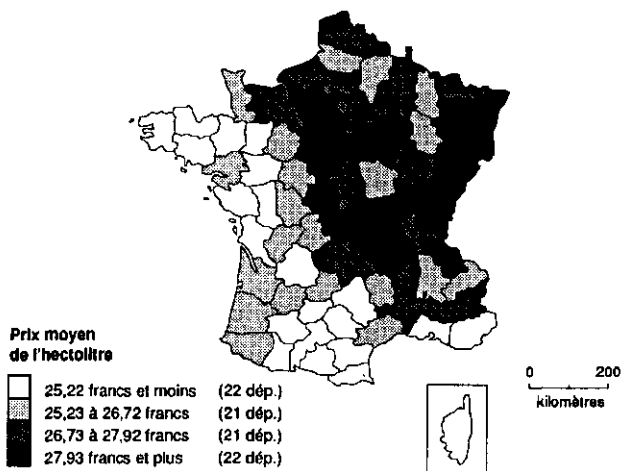 Prix moyen
de l'hectolitre
25,22 francs et moins (22 dép.)
25,23 à 26,72 francs (21 dép.)
26,73 à 27,92 francs (21 dép.)
27,93 francs et plus (22 dép.)
0 200
kilomètres